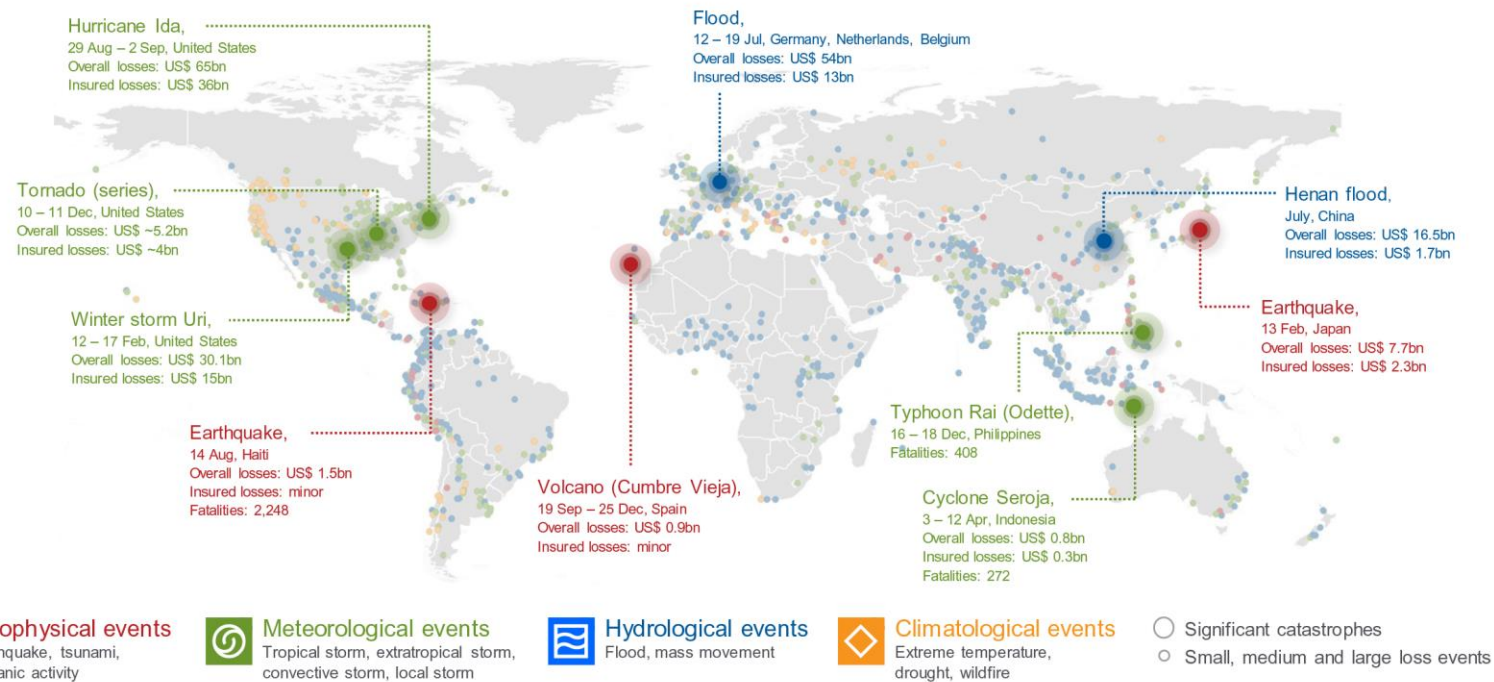 Hurricane Ida,
29 Aug – 2 Sep, United States
Overall losses: US$ 65bn
Insured losses: US$ 36bn
Flood,
12 – 19 Jul, Germany, Netherlands, Belgium
Overall losses: US$ 54bn
Insured losses: US$ 13bn
Tornado (series),
10 – 11 Dec, United States
Overall losses: US$ ~5.2bn
Insured losses: US$ ~4bn
Henan flood,
July, China
Overall losses: US$ 16.5bn
Insured losses: US$ 1.7bn
Winter storm Uri,
12 – 17 Feb, United States
Overall losses: US$ 30.1bn
Insured losses: US$ 15bn
Earthquake,
13 Feb, Japan
Overall losses: US$ 7.7bn
Insured losses: US$ 2.3bn
Earthquake,
14 Aug, Haiti
Overall losses: US$ 1.5bn
Insured losses: minor
Fatalities: 2,248
Volcano (Cumbre Vieja),
19 Sep – 25 Dec, Spain
Overall losses: US$ 0.9bn
Insured losses: minor
Typhoon Rai (Odette),
16 – 18 Dec, Philippines
Fatalities: 408
Cyclone Seroja,
3 – 12 Apr, Indonesia
Overall losses: US$ 0.8bn
Insured losses: US$ 0.3bn
Fatalities: 272
ophysical events
hquake, tsunami,
anic activity
Meteorological events
Tropical storm, extratropical storm,
convective storm, local storm
Hydrological events
Flood, mass movement
Climatological events
Extreme temperature,
drought, wildfire
Significant catastrophes
Small, medium and large loss events